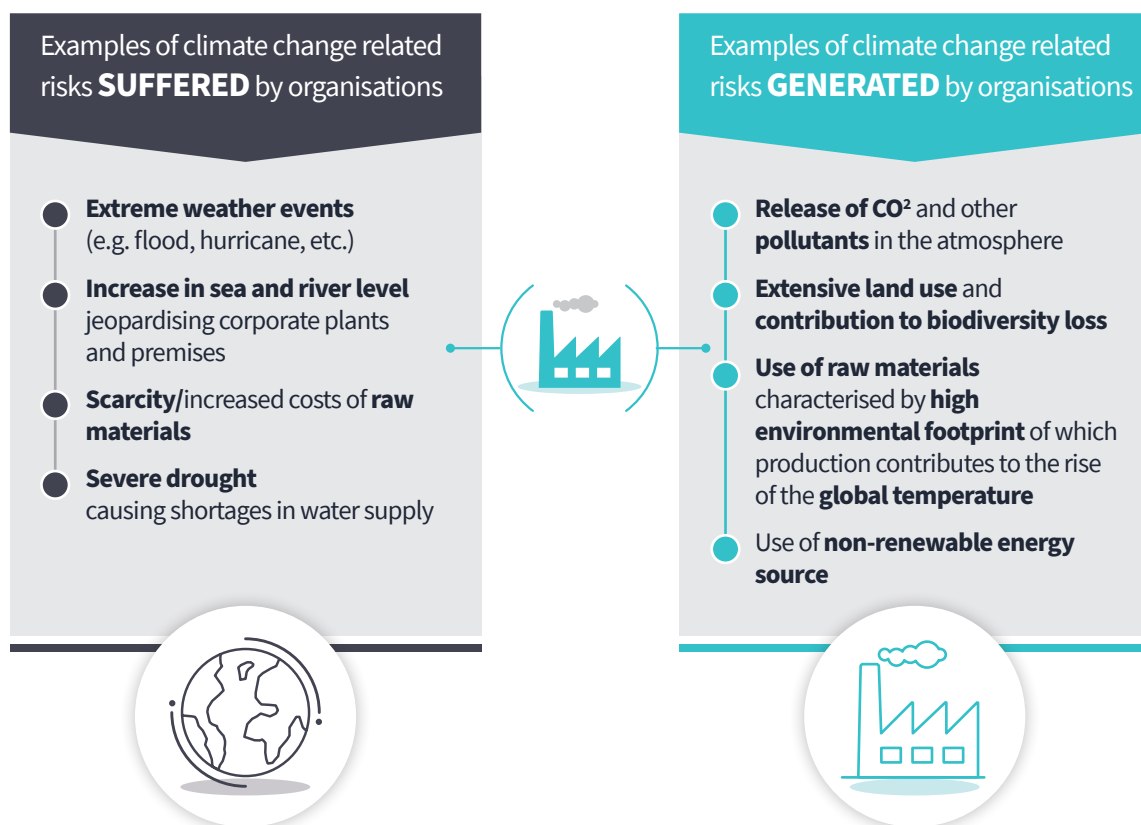 Examples of climate change related
risks SUFFERED by organisations
Extreme weather events
(e.g. flood, hurricane, etc.)
Increase in sea and river level
jeopardising corporate plants
and premises
Scarcity/increased costs of raw
materials
Severe drought
causing shortages in water supply
Examples of climate change related
risks GENERATED by organisations
Release of CO² and other
pollutants in the atmosphere
Extensive land use and
contribution to biodiversity loss
Use of raw materials
characterised by high
environmental footprint of which
production contributes to the rise
of the global temperature
Use of non-renewable energy
source